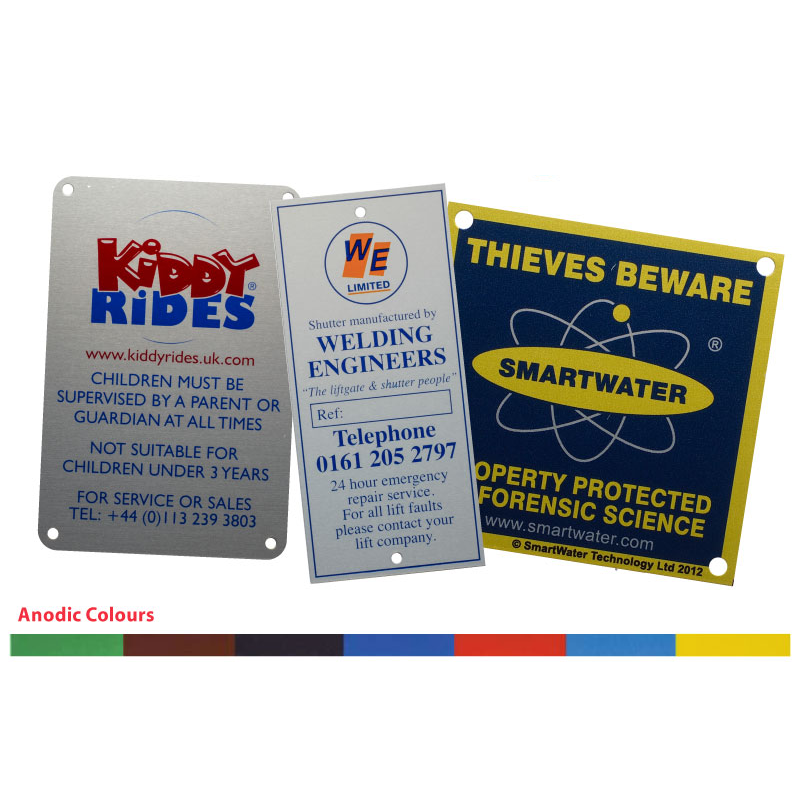 KiDDY
RiDES®
www.kiddyrides.uk.com
CHILDREN MUST BE
SUPERVISED BY A PARENT OR
GUARDIAN AT ALL TIMES
NOT SUITABLE FOR
CHILDREN UNDER 3 YEARS
FOR SERVICE OR SALES
TEL: +44 (0)113 239 3803
WE
LIMITED
Shutter manufactured by
WELDING
ENGINEERS
“The liftgate & shutter people”
Ref:
Telephone
0161 205 2797
24 hour emergency
repair service.
For all lift faults
please contact your
lift company.
THIEVES BEWARE
®
SMARTWATER
OPERTY PROTECTED
FORENSIC SCIENCE
www.smartwater.com
© SmartWater Technology Ltd 2012
Anodic Colours